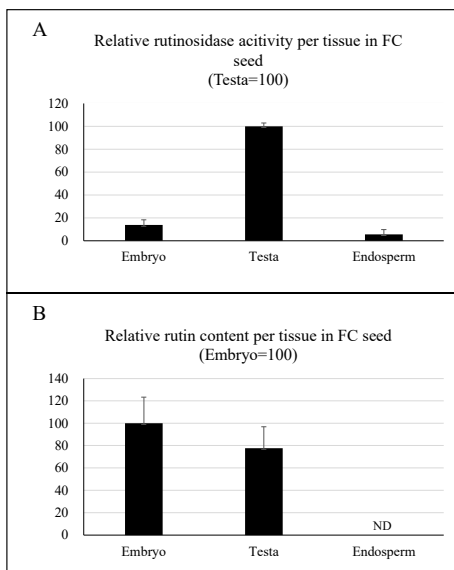 A
Relative rutinosidase acitivity per tissue in FC
seed
(Testa=100)
120
100
80
60
40
20
0
Embryo Testa Endosperm
B
Relative rutin content per tissue in FC seed
(Embryo=100)
140
120
100
80
60
40
20
0
ND
Embryo Testa Endosperm